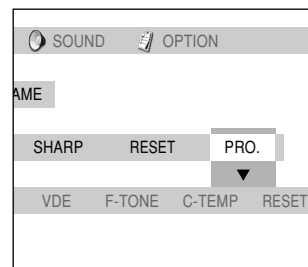 SOUND OPTION
AME
SHARP RESET PRO.
▼
VDE F-TONE C-TEMP RESET